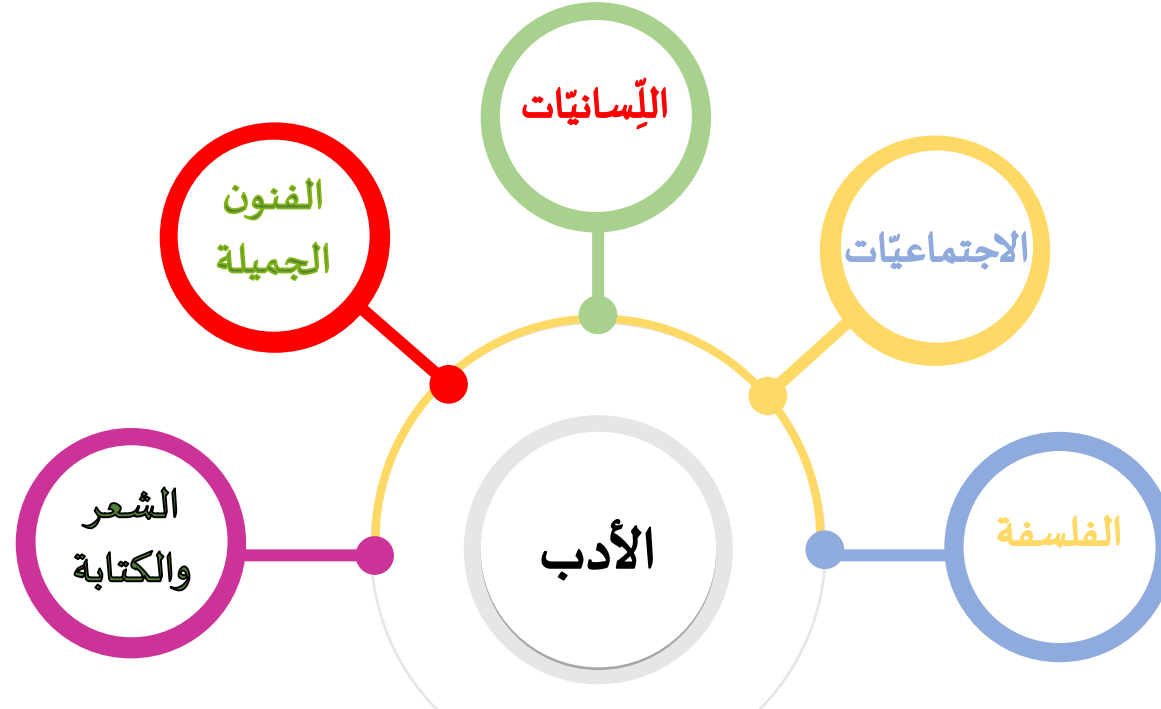 اللِّسانيّات
الفنون
الجميلة
الاجتماعيّات
الشعر
والكتابة
الأدب
الفلسفة